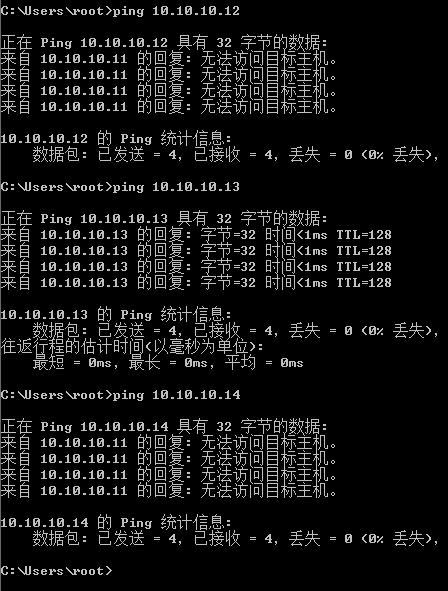 C:\Users\root>ping 10.10.10.12
正在 Ping 10.10.10.12 具有 32 字节的数据:
来自 10.10.10.11 的回复: 无法访问目标主机。
来自 10.10.10.11 的回复: 无法访问目标主机。
来自 10.10.10.11 的回复: 无法访问目标主机。
来自 10.10.10.11 的回复: 无法访问目标主机。
10.10.10.12 的 Ping 统计信息:
数据包: 已发送 = 4, 已接收 = 4, 丢失 = 0 (0% 丢失),
C:\Users\root>ping 10.10.10.13
正在 Ping 10.10.10.13 具有 32 字节的数据:
来自 10.10.10.13 的回复: 字节=32 时间<1ms TTL=128
来自 10.10.10.13 的回复: 字节=32 时间<1ms TTL=128
来自 10.10.10.13 的回复: 字节=32 时间<1ms TTL=128
来自 10.10.10.13 的回复: 字节=32 时间<1ms TTL=128
10.10.10.13 的 Ping 统计信息:
数据包: 已发送 = 4, 已接收 = 4, 丢失 = 0 (0% 丢失),
往返行程的估计时间(以毫秒为单位):
最短 = 0ms, 最长 = 0ms, 平均 = 0ms
C:\Users\root>ping 10.10.10.14
正在 Ping 10.10.10.14 具有 32 字节的数据:
来自 10.10.10.11 的回复: 无法访问目标主机。
来自 10.10.10.11 的回复: 无法访问目标主机。
来自 10.10.10.11 的回复: 无法访问目标主机。
来自 10.10.10.11 的回复: 无法访问目标主机。
10.10.10.14 的 Ping 统计信息:
数据包: 已发送 = 4, 已接收 = 4, 丢失 = 0 (0% 丢失),
C:\Users\root>